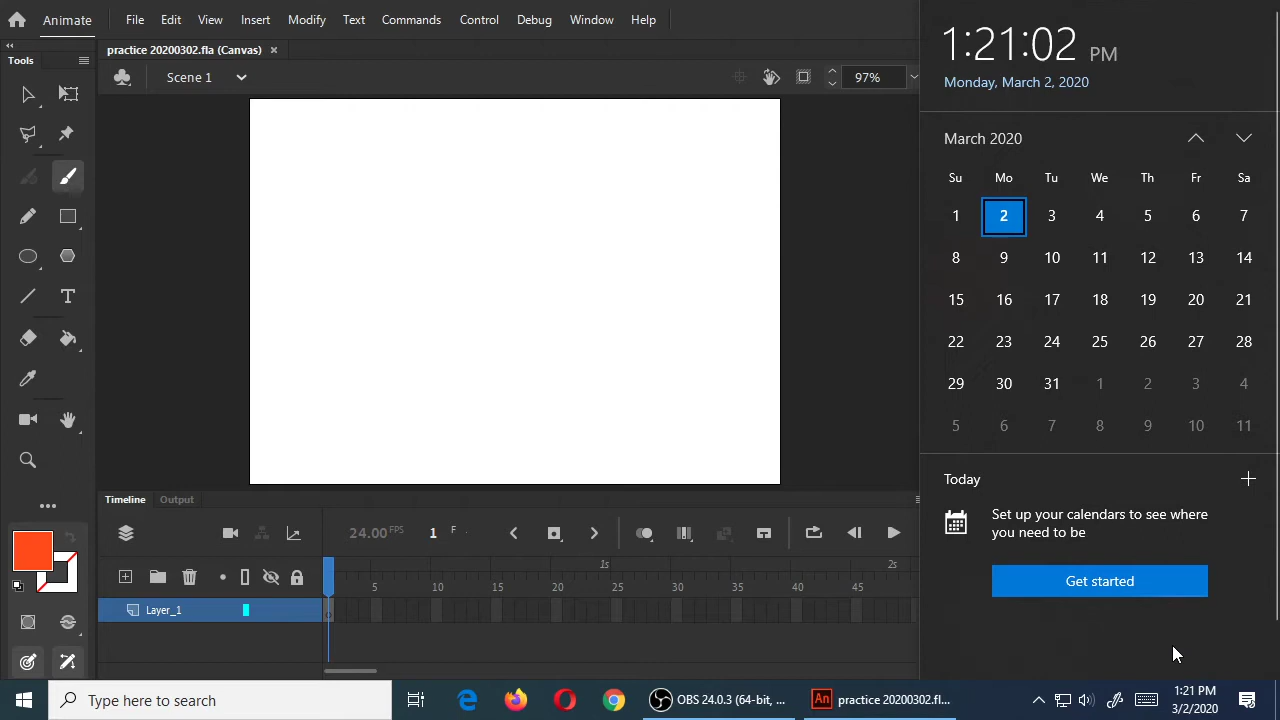 Animate
File Edit View Insert Modify Text Commands Control Debug Window Help
Tools
practice 20200302.fla (Canvas)
Scene 1
97%
Timeline Output
24.00 FPS 1 F
1s 2s
5 10 15 20 25 30 35 40 45
Layer_1
1:21:02 PM
Monday, March 2, 2020
March 2020
Su Mo Tu We Th Fr Sa
1 2 3 4 5 6 7
8 9 10 11 12 13 14
15 16 17 18 19 20 21
22 23 24 25 26 27 28
29 30 31 1 2 3 4
5 6 7 8 9 10 11
Today
Set up your calendars to see where
you need to be
Get started
Type here to search
OBS 24.0.3 (64-bit, ...
An practice 20200302.fl...
1:21 PM
3/2/2020